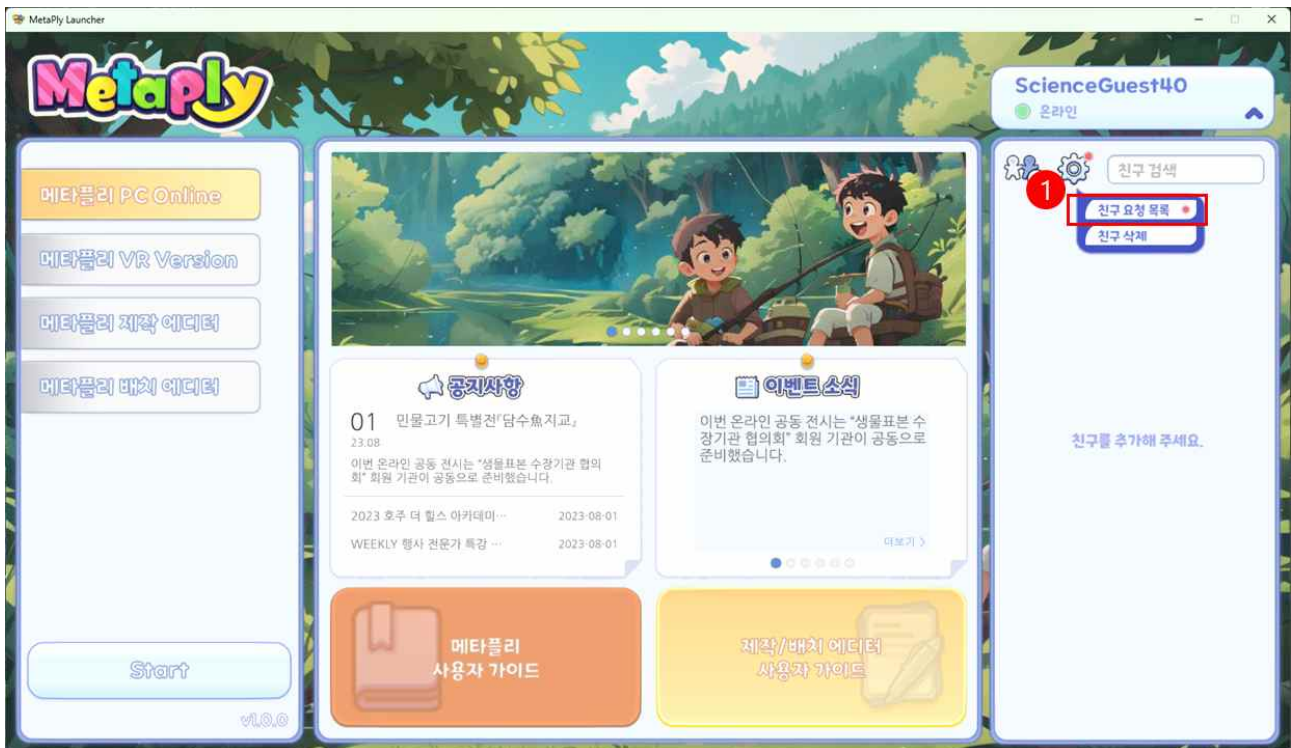 MetaPly Launcher
Metaply
ScienceGuest40
온라인
메타플리 PC Online
메타플리 VR Version
메타플리 제작 에디터
메타플리 배치 에디터
Start
v1.0.0
공지사항
01 민물고기 특별전『담수魚지교』
23.08
이번 온라인 공동 전시는 "생물표본 수장기관 협의
회" 회원 기관이 공동으로 준비했습니다.
2023 호주 더 힐스 아카데미… 2023-08-01
WEEKLY 행사 전문가 특강 … 2023-08-01
이벤트 소식
이번 온라인 공동 전시는 "생물표본 수
장기관 협의회" 회원 기관이 공동으로
준비했습니다.
더보기 >
메타플리
사용자 가이드
제작/배치 에디터
사용자 가이드
친구 검색
1
친구 요청 목록
친구 삭제
친구를 추가해 주세요.